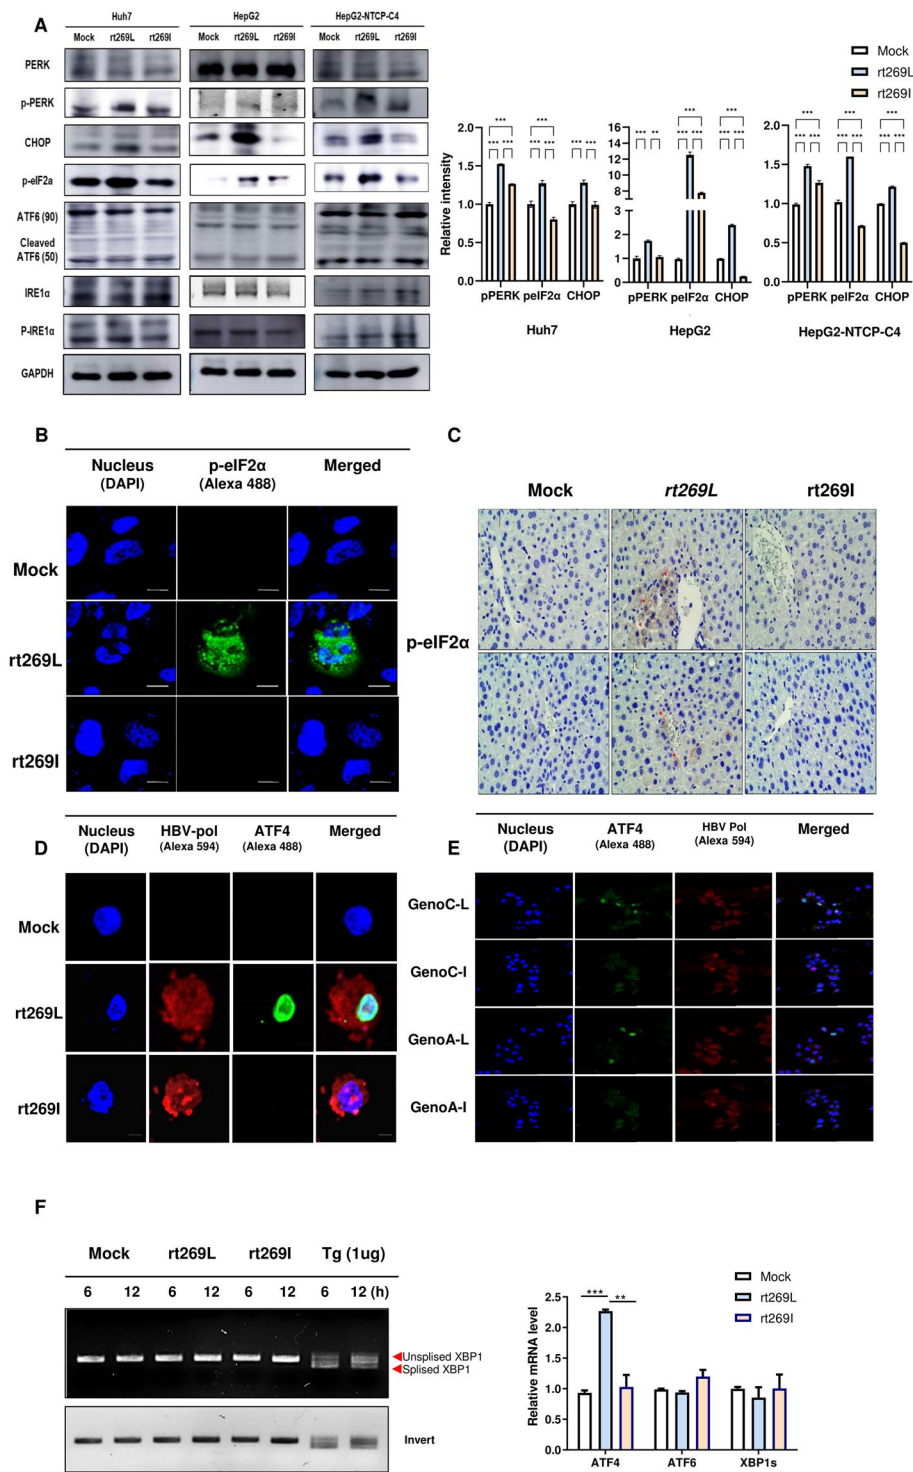 A
Huh7
HepG2
HepG2-NTCP-C4
Mock rt269L rt269I
Mock rt269L rt269I
Mock rt269L rt269I
PERK
p-PERK
CHOP
p-eIF2a
ATF6 (90)
Cleaved
ATF6 (50)
IRE1α
P-IRE1α
GAPDH
Mock
rt269L
rt269I
Relative intensity
2.0
1.5
1.0
0.5
0.0
*** ***
*** *** *** *** *** ***
pPERK peIF2α CHOP
Huh7
16
14
12
10
8
6
3
2
1
0
*** ***
*** ** *** *** *** ***
pPERK peIF2α CHOP
HepG2
2.0
1.5
1.0
0.5
0.0
*** *** ***
*** *** *** *** *** ***
pPERK peIF2α CHOP
HepG2-NTCP-C4
B
Nucleus
(DAPI)
p-eIF2α
(Alexa 488)
Merged
Mock
rt269L
rt269I
C
Mock rt269L rt269I
p-eIF2α
D
Nucleus
(DAPI)
HBV-pol
(Alexa 594)
ATF4
(Alexa 488)
Merged
Mock
rt269L
rt269I
E
Nucleus
(DAPI)
ATF4
(Alexa 488)
HBV Pol
(Alexa 594)
Merged
GenoC-L
GenoC-I
GenoA-L
GenoA-I
F
Mock rt269L rt269I Tg (1ug)
6 12 6 12 6 12 6 12 (h)
Unsplised XBP1
Splised XBP1
Invert
Mock
rt269L
rt269I
Relative mRNA level
2.5
2.0
1.5
1.0
0.5
0.0
*** **
ATF4 ATF6 XBP1s